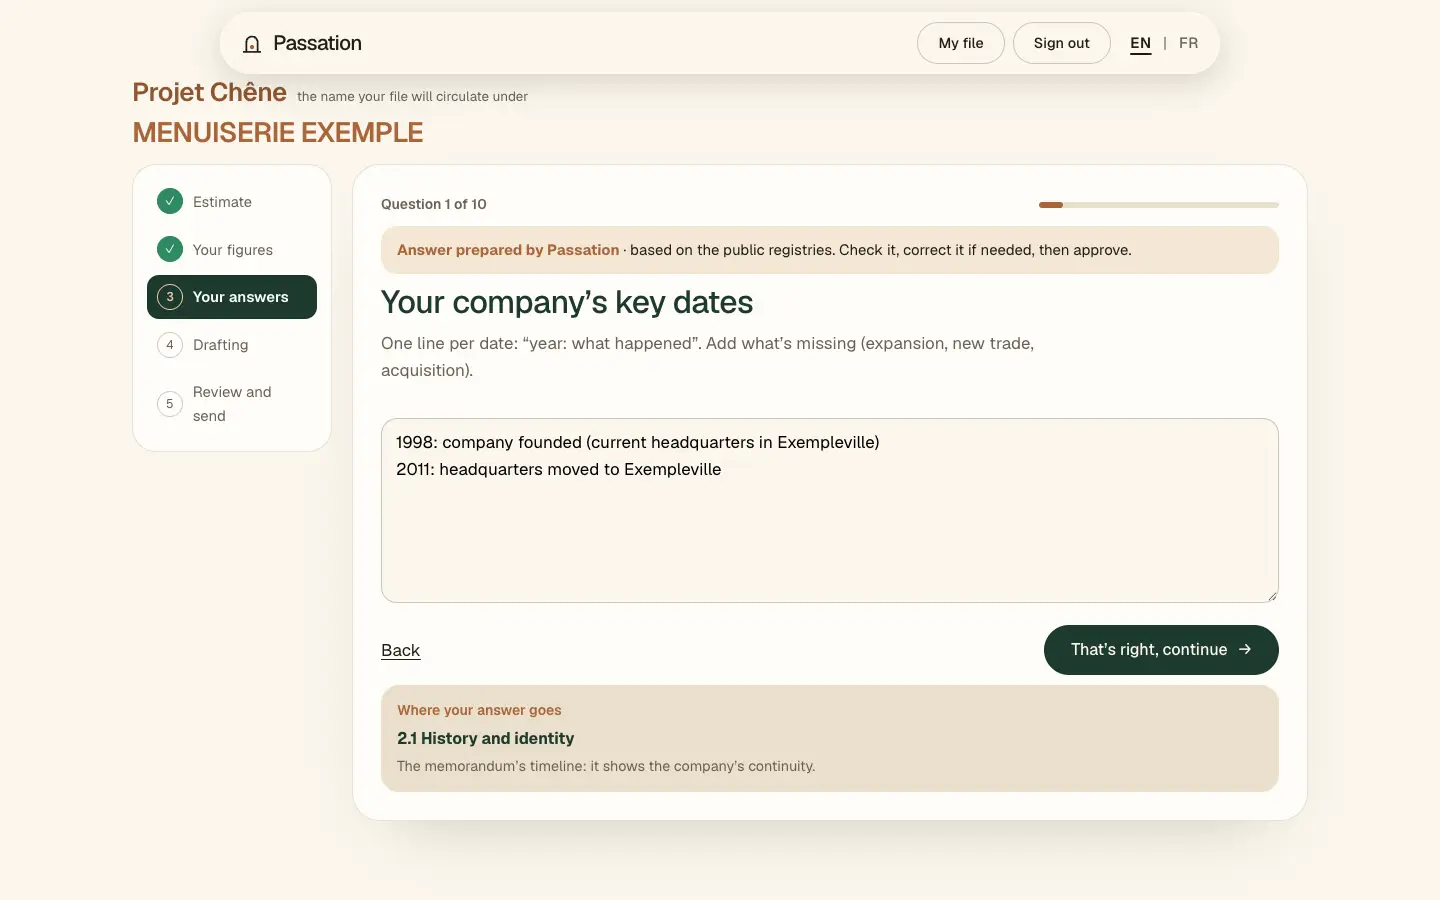 Passation
My file
Sign out
EN | FR
Projet Chêne the name your file will circulate under
MENUISERIE EXEMPLE
✓ Estimate
✓ Your figures
3 Your answers
4 Drafting
5 Review and
send
Question 1 of 10
Answer prepared by Passation · based on the public registries. Check it, correct it if needed, then approve.
Your company’s key dates
One line per date: “year: what happened”. Add what’s missing (expansion, new trade,
acquisition).
1998: company founded (current headquarters in Exempleville)
2011: headquarters moved to Exempleville
Back
That’s right, continue →
Where your answer goes
2.1 History and identity
The memorandum’s timeline: it shows the company’s continuity.